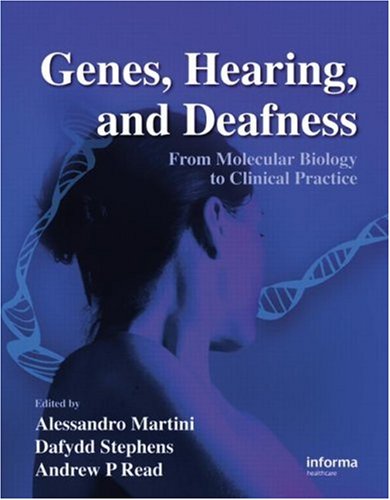 Genes, Hearing,
and Deafness
From Molecular Biology
to Clinical Practice
Edited by
Alessandro Martini
Dafydd Stephens
Andrew P Read
informa
healthcare